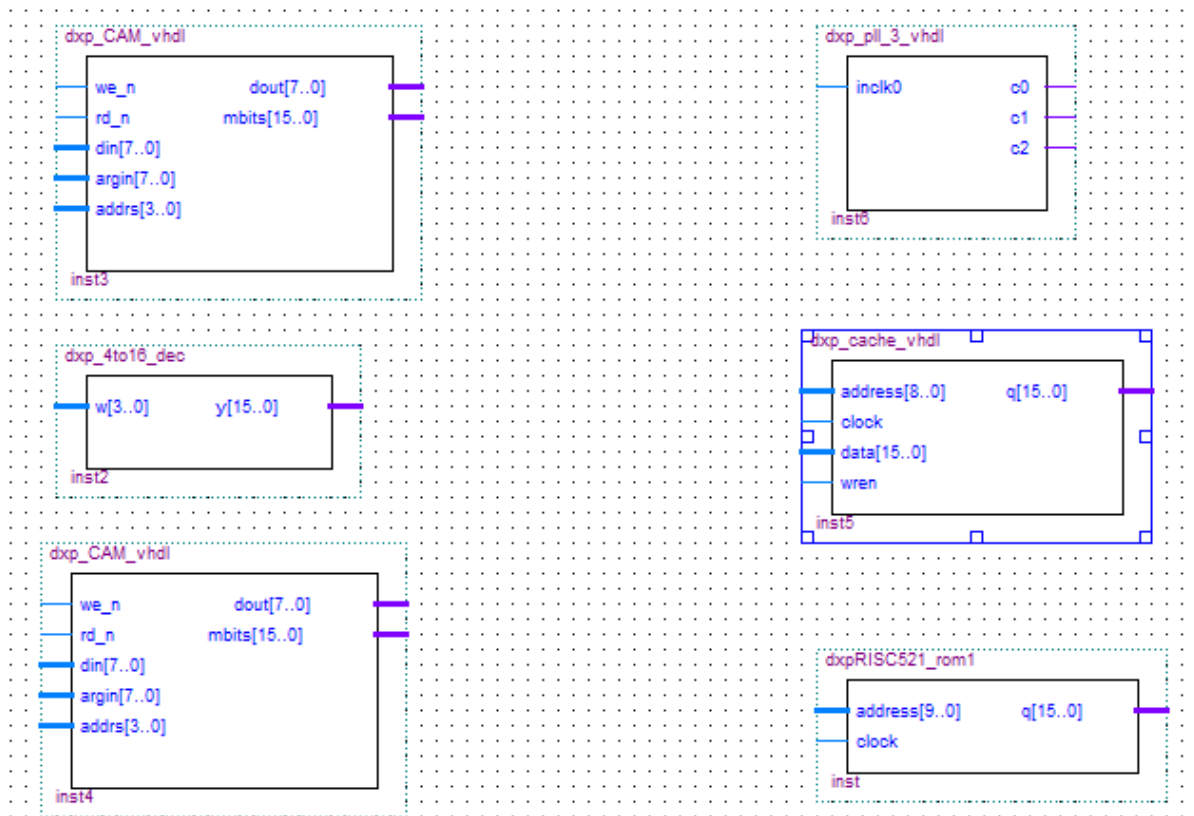 dxp_CAM_vhdl
we_n dout[7..0]
rd_n mbits[15..0]
din[7..0]
argin[7..0]
addrs[3..0]
inst3
dxp_4to16_dec
w[3..0] y[15..0]
inst2
dxp_CAM_vhdl
we_n dout[7..0]
rd_n mbits[15..0]
din[7..0]
argin[7..0]
addrs[3..0]
inst4
dxp_pll_3_vhdl
inclk0 c0
c1
c2
inst6
dxp_cache_vhdl
address[8..0] q[15..0]
clock
data[15..0]
wren
inst5
dxpRISC521_rom1
address[9..0] q[15..0]
clock
inst